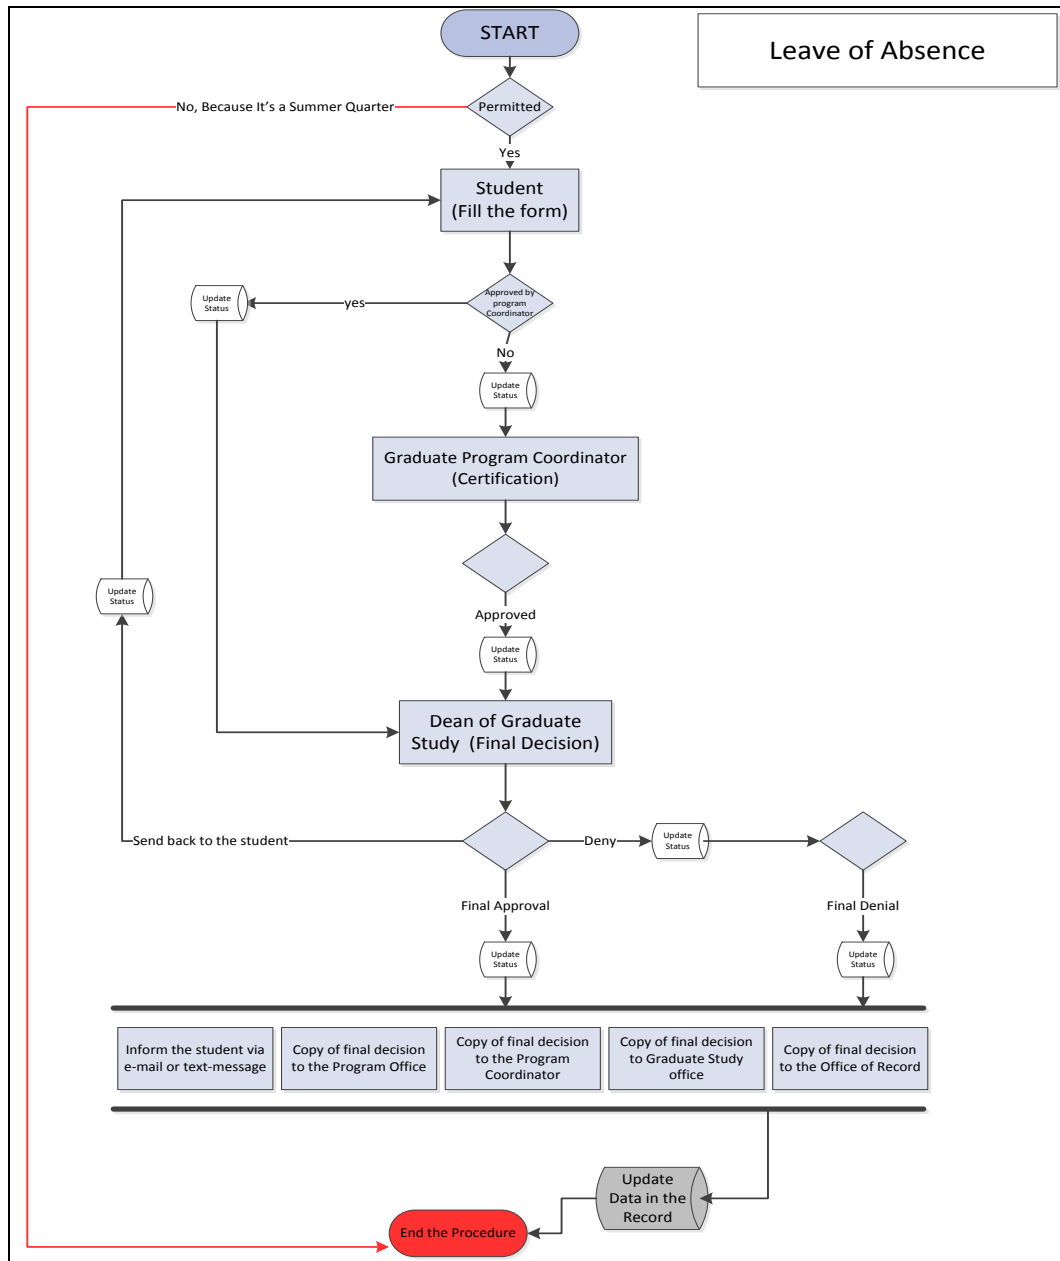 START
Leave of Absence
No, Because It's a Summer Quarter
Permitted
Yes
Student
(Fill the form)
Update
Status
yes
Approved by
program
Coordinator
No
Update
Status
Graduate Program Coordinator
(Certification)
Update
Status
Approved
Update
Status
Dean of Graduate
Study (Final Decision)
Send back to the student
Deny
Update
Status
Final Approval
Final Denial
Update
Status
Update
Status
Inform the student via
e-mail or text-message
Copy of final decision
to the Program Office
Copy of final decision
to the Program
Coordinator
Copy of final decision
to Graduate Study
office
Copy of final decision
to the Office of Record
Update
Data in the
Record
End the Procedure